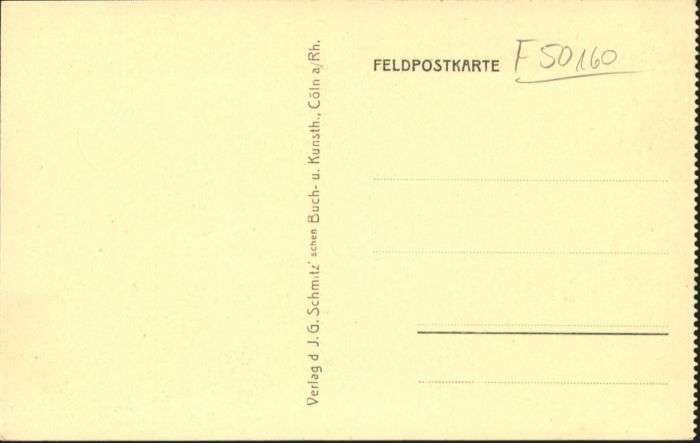 FELDPOSTKARTE F 50160
Verlag d J. G. Schmitz' schen Buch- u. Kunsth., Cöln a/Rh.